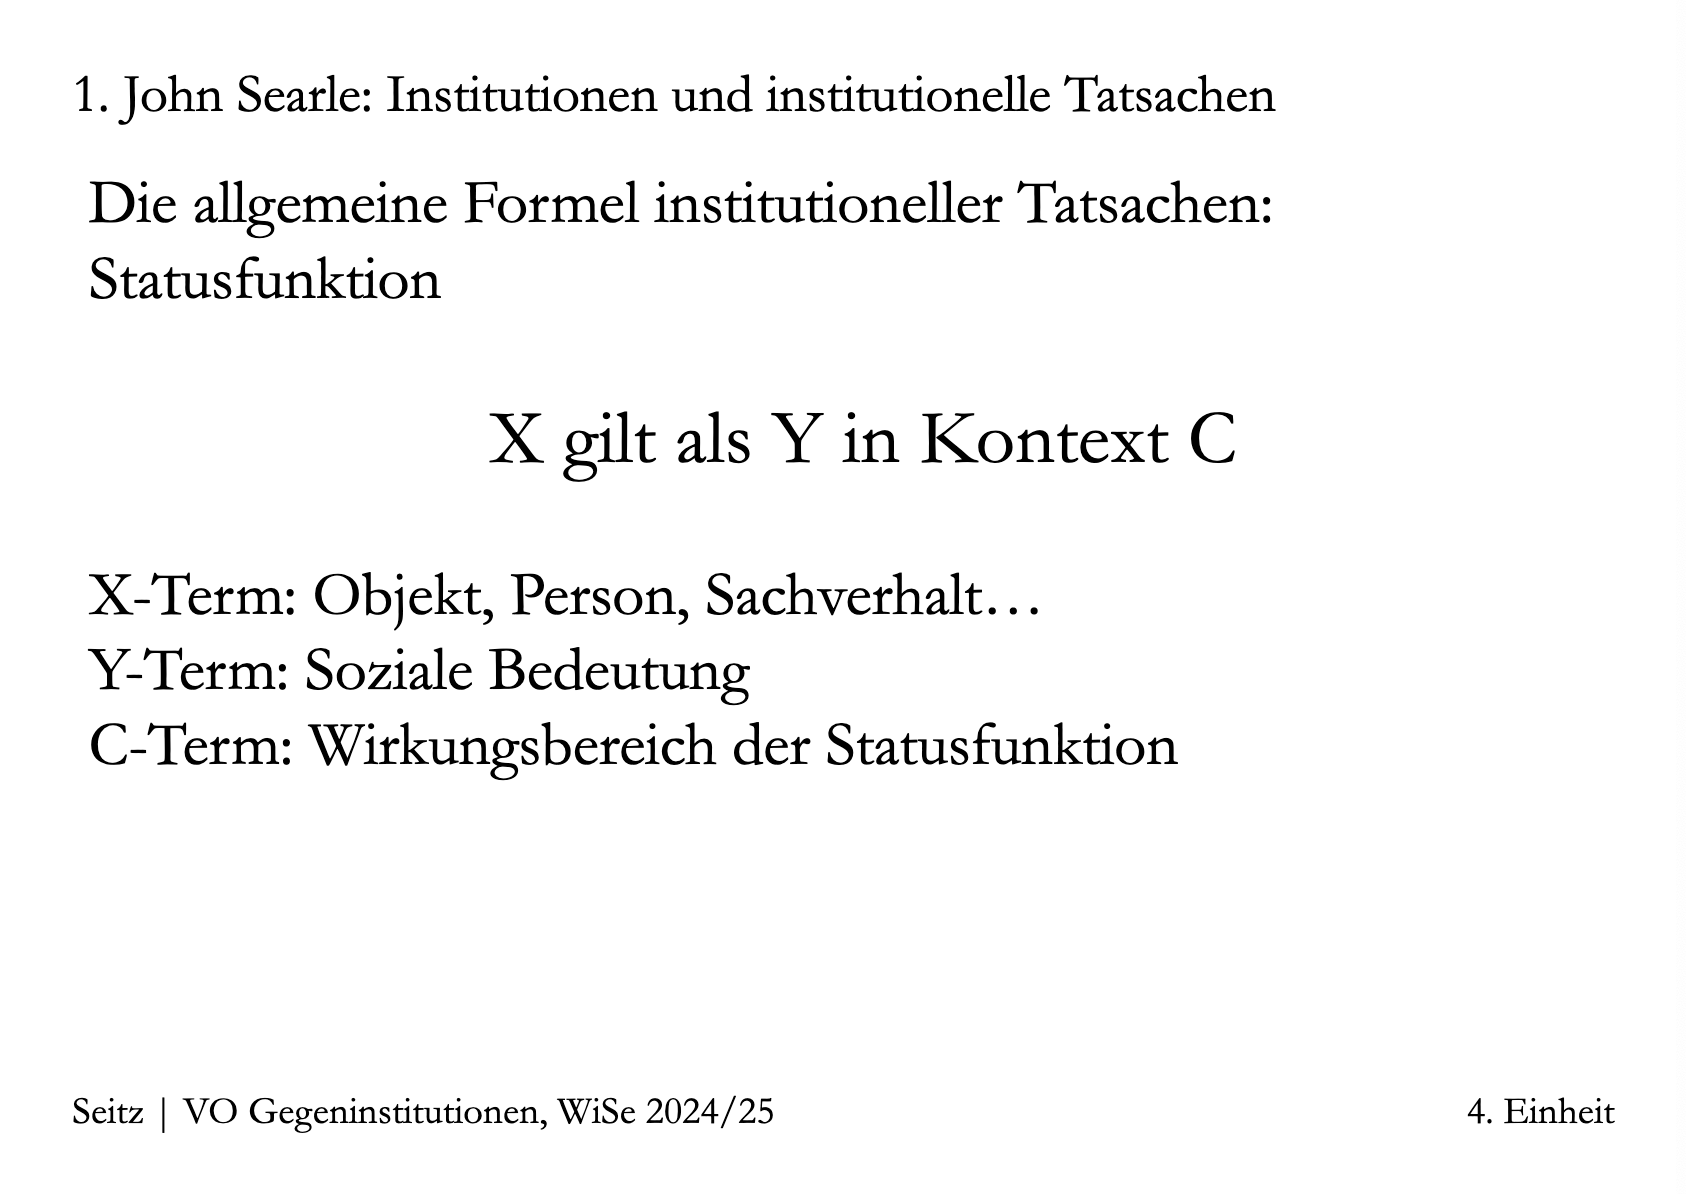 1. John Searle: Institutionen und institutionelle Tatsachen
Die allgemeine Formel institutioneller Tatsachen:
Statusfunktion
X gilt als Y in Kontext C
X-Term: Objekt, Person, Sachverhalt…
Y-Term: Soziale Bedeutung
C-Term: Wirkungsbereich der Statusfunktion
Seitz | VO Gegeninstitutionen, WiSe 2024/25
4. Einheit